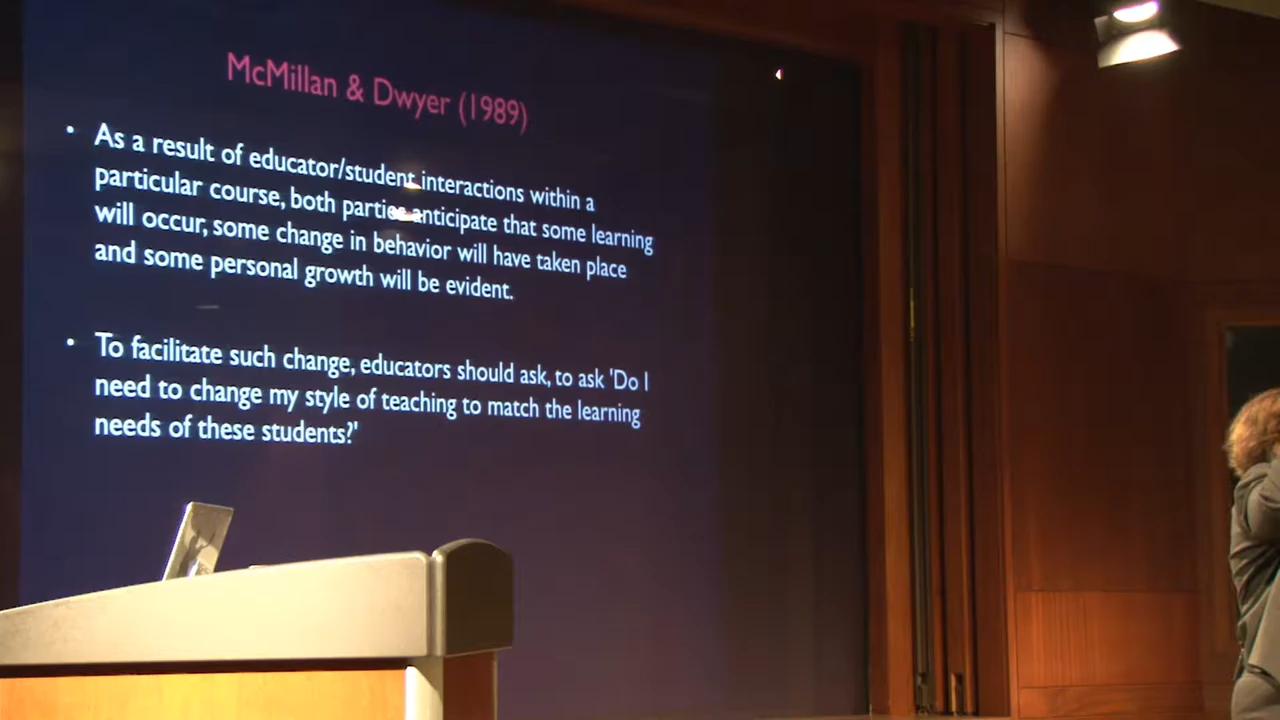 McMillan & Dwyer (1989)
• As a result of educator/student interactions within a
particular course, both parties anticipate that some learning
will occur, some change in behavior will have taken place
and some personal growth will be evident.
• To facilitate such change, educators should ask, to ask 'Do I
need to change my style of teaching to match the learning
needs of these students?'